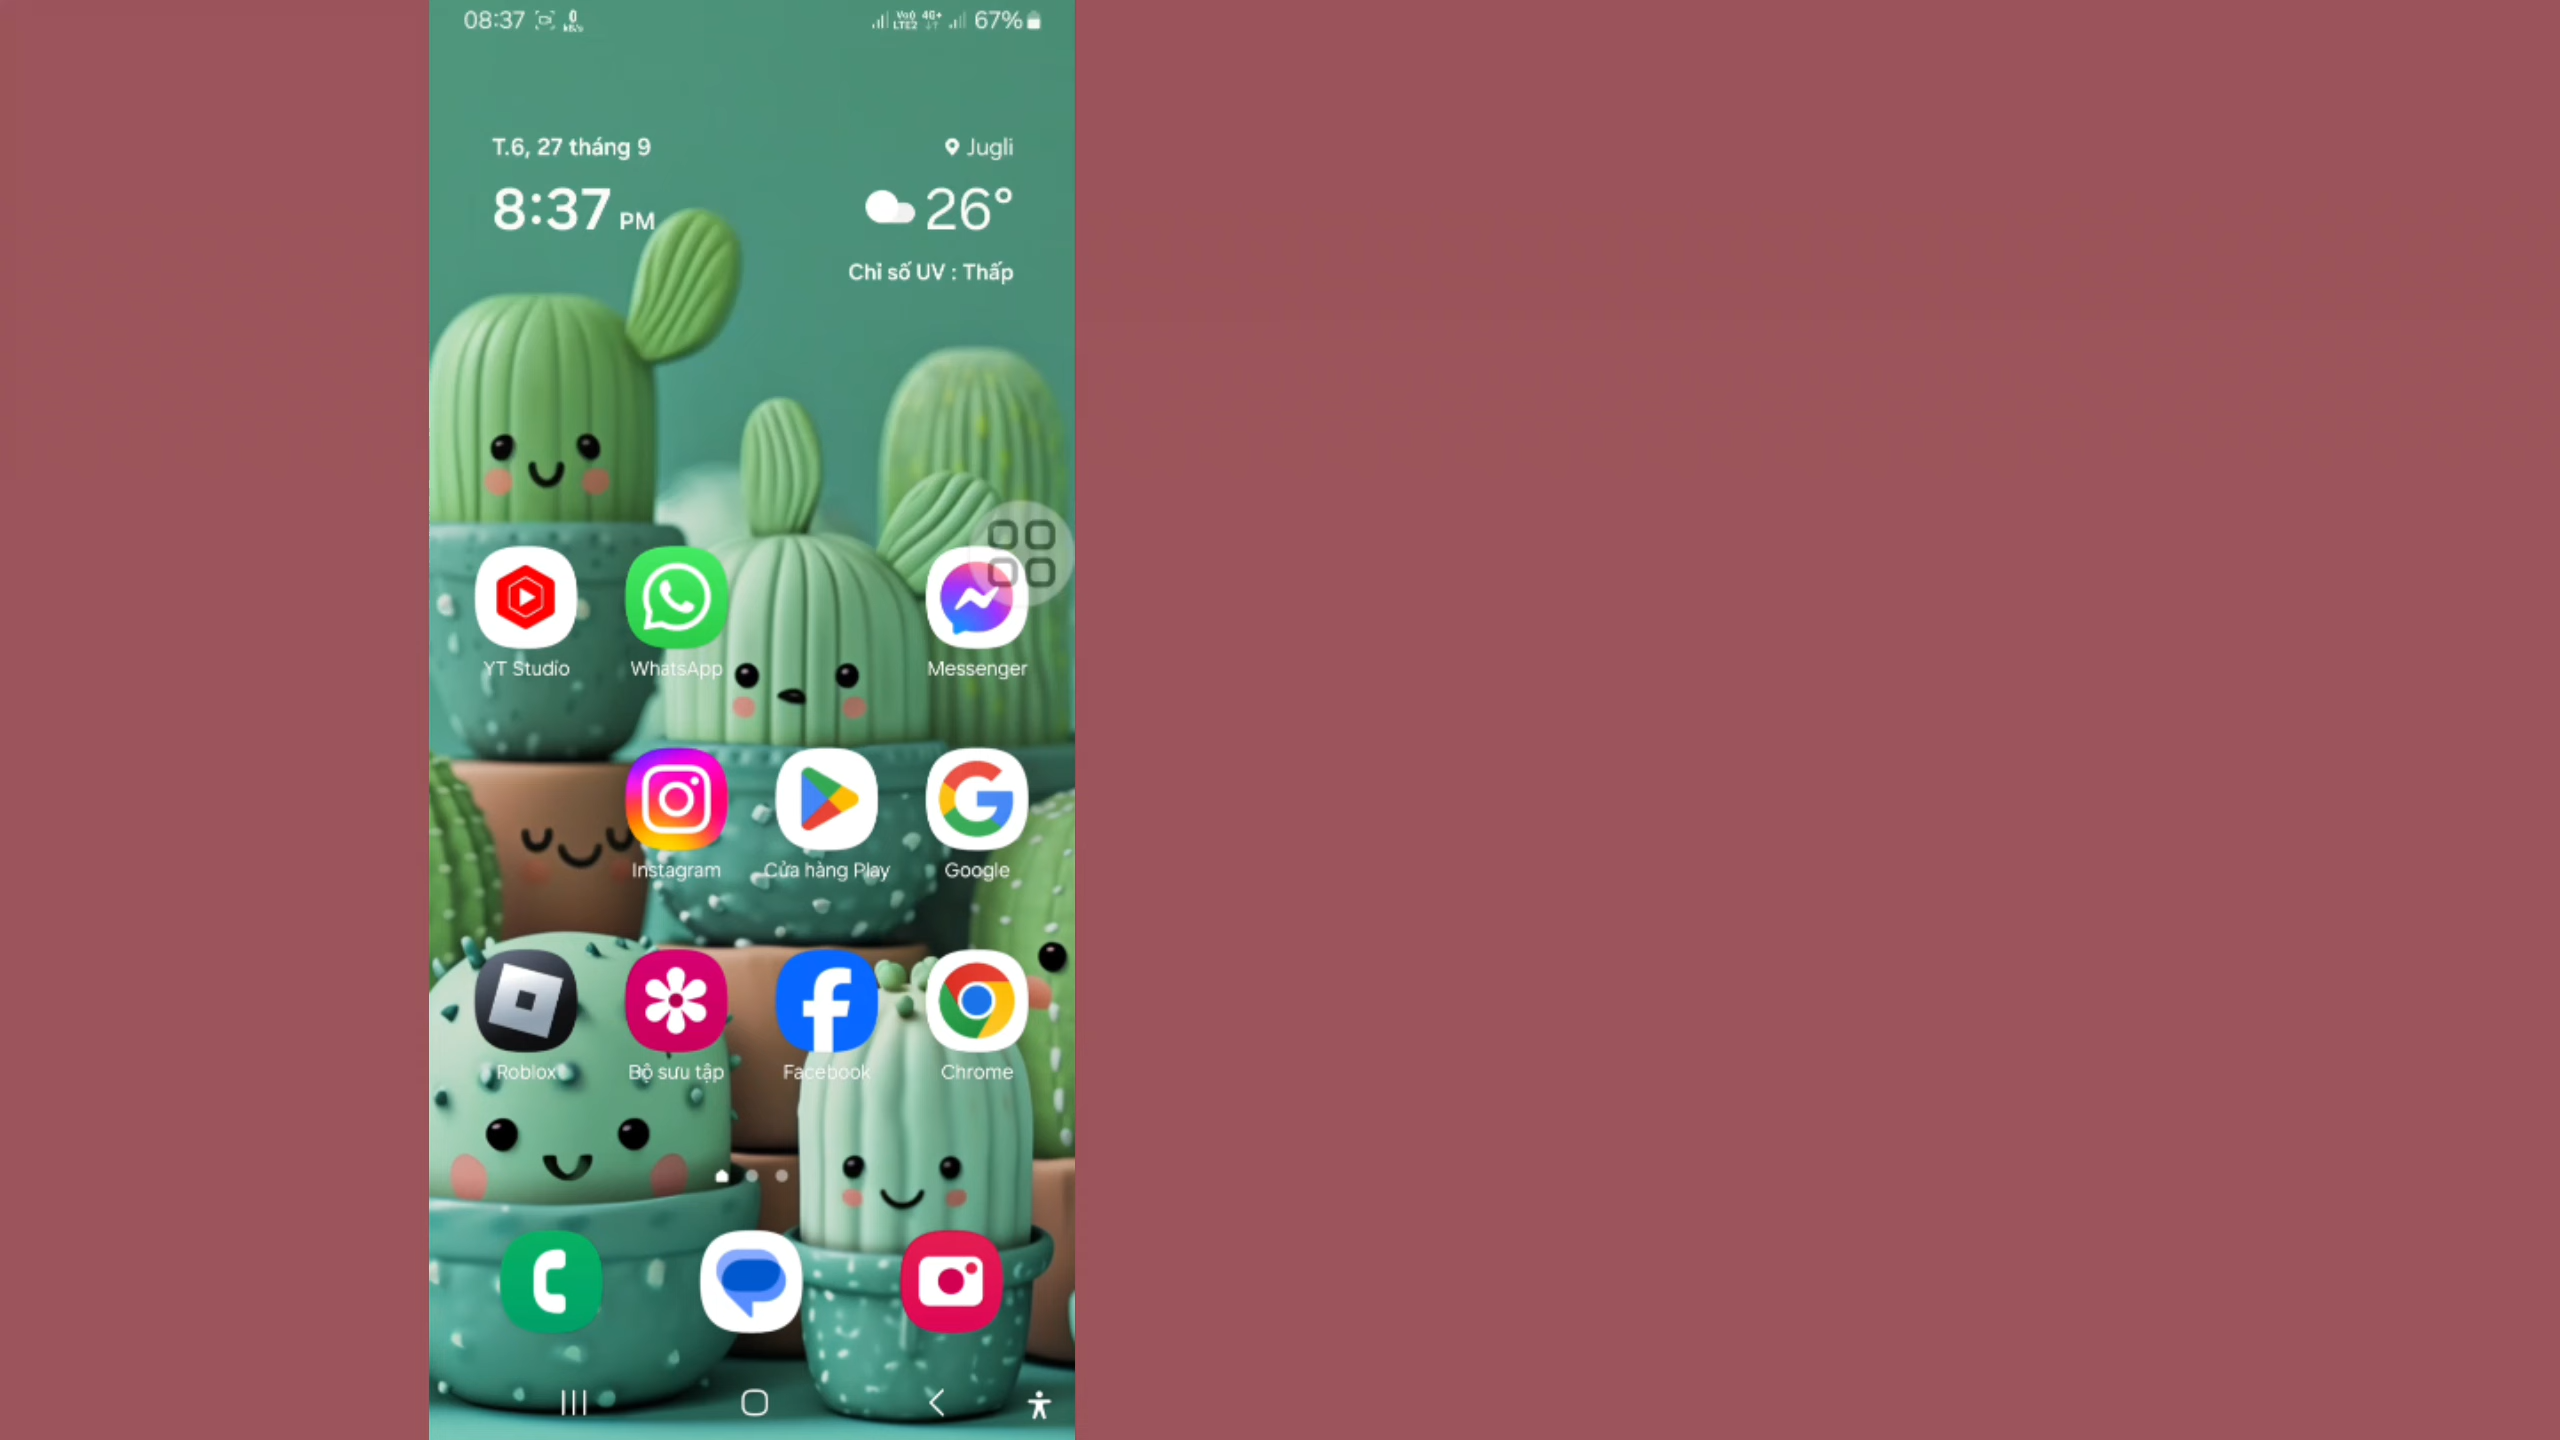 08:37 67%
T.6, 27 tháng 9
Jugli
8:37 PM
26°
Chỉ số UV : Thấp
YT Studio
WhatsApp
Messenger
Instagram
Cửa hàng Play
Google
Roblox
Bộ sưu tập
Facebook
Chrome